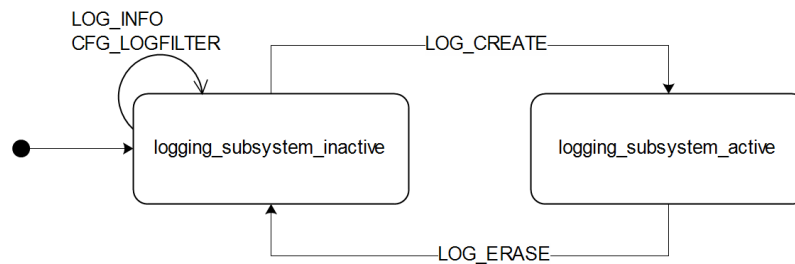 LOG_INFO
CFG_LOGFILTER
LOG_CREATE
logging_subsystem_inactive
logging_subsystem_active
LOG_ERASE